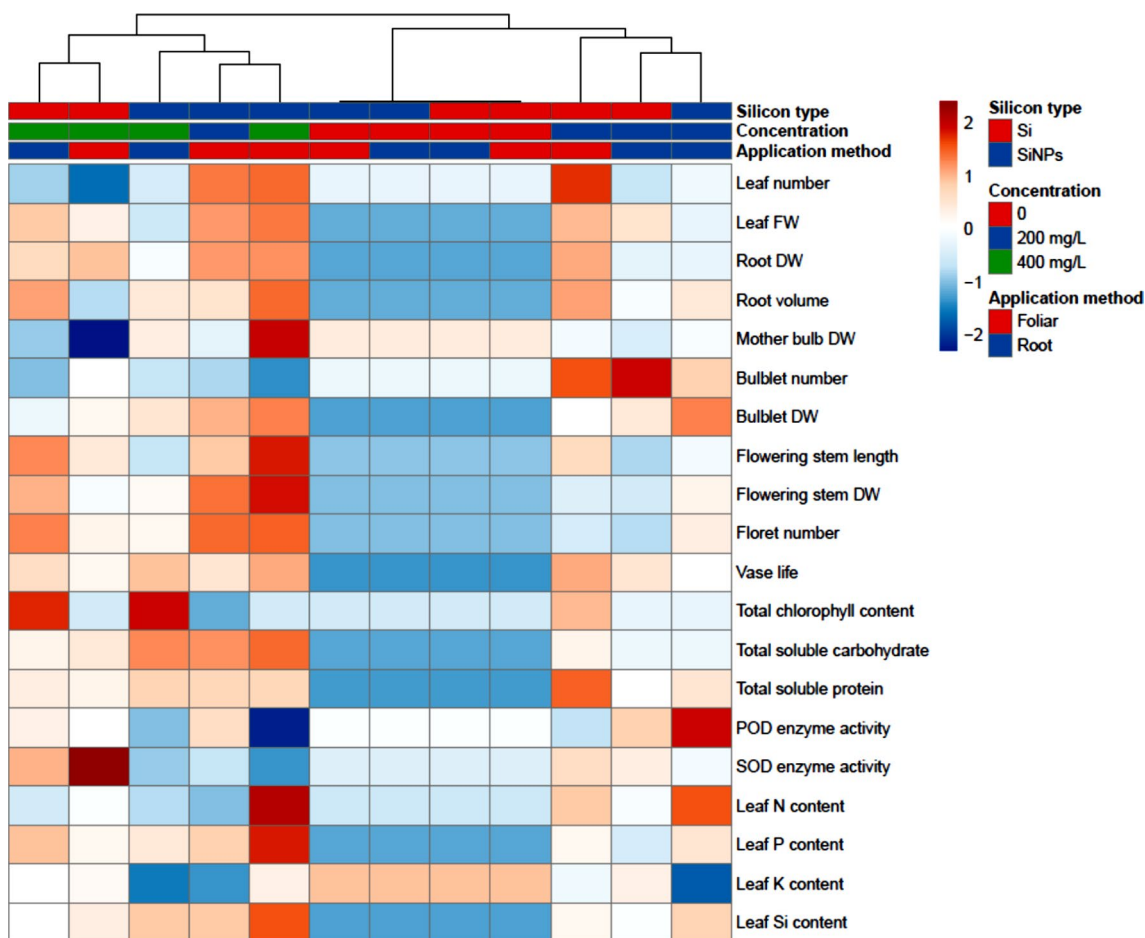 Silicon type
Concentration
Application method
Leaf number
Leaf FW
Root DW
Root volume
Mother bulb DW
Bulblet number
Bulblet DW
Flowering stem length
Flowering stem DW
Floret number
Vase life
Total chlorophyll content
Total soluble carbohydrate
Total soluble protein
POD enzyme activity
SOD enzyme activity
Leaf N content
Leaf P content
Leaf K content
Leaf Si content
2
1
0
−1
−2
Silicon type
Si
SiNPs
Concentration
0
200 mg/L
400 mg/L
Application method
Foliar
Root